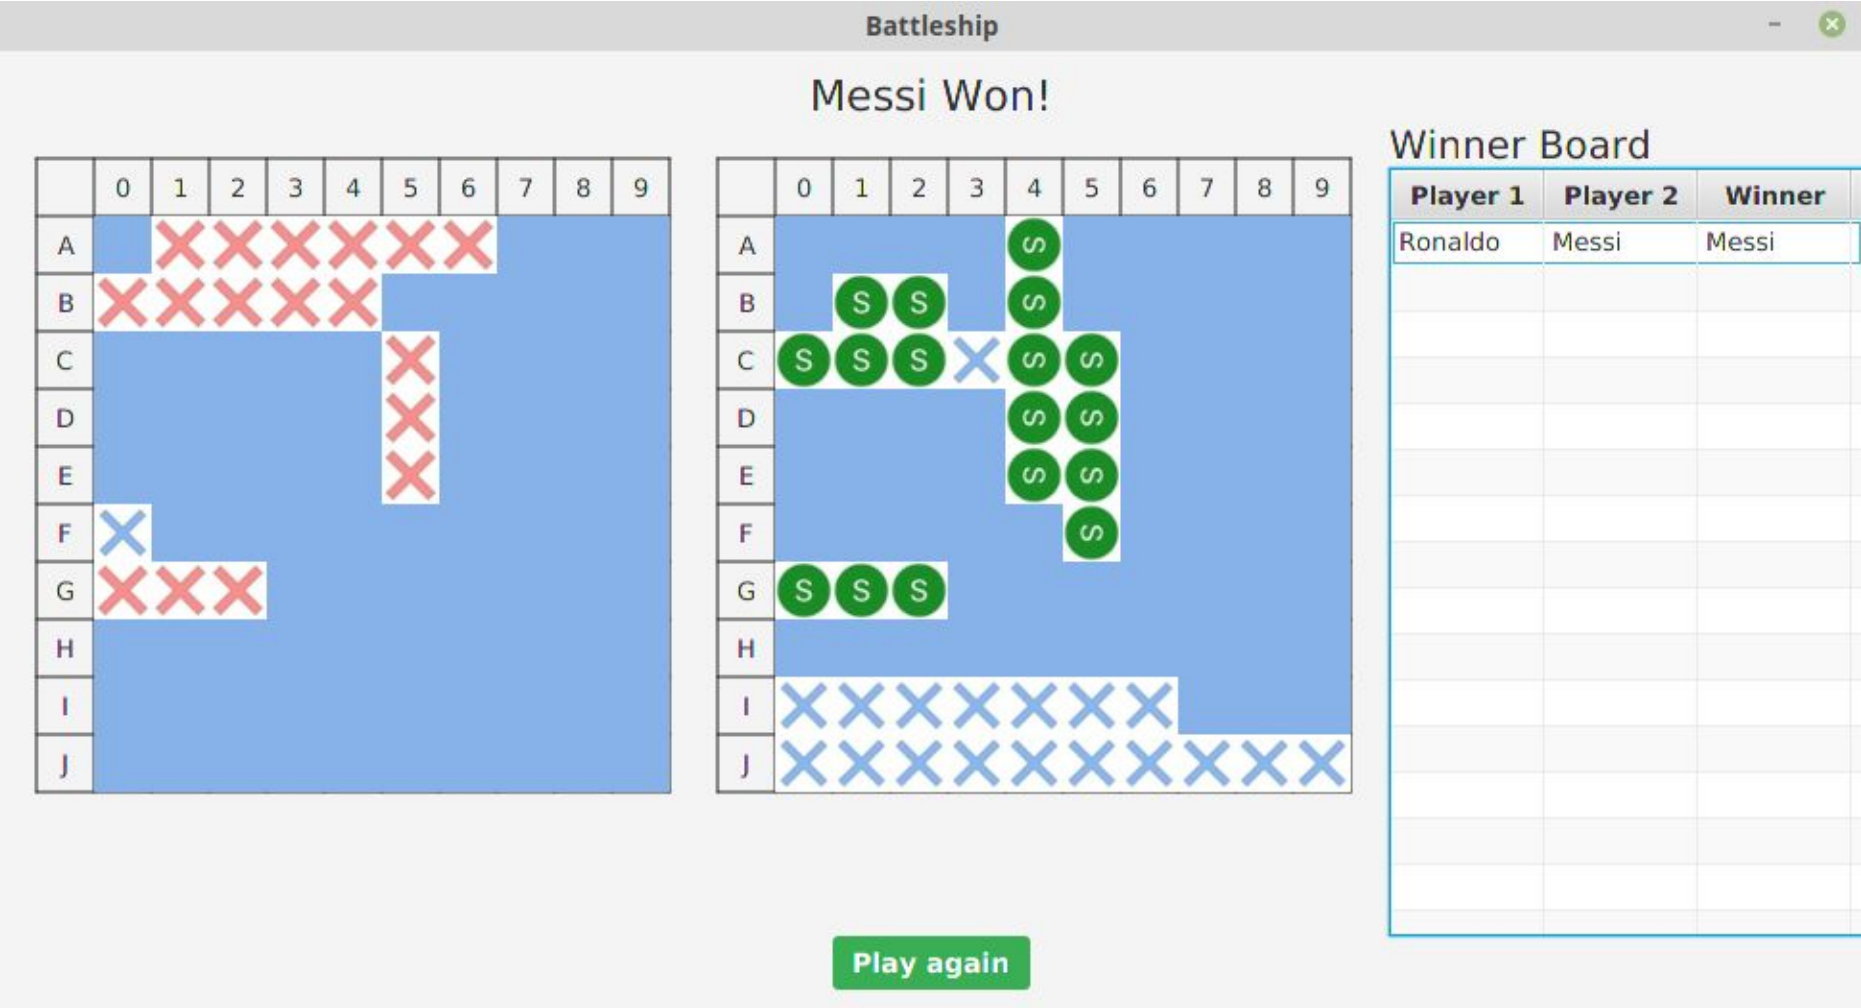 Battleship
Messi Won!
Winner Board
0 1 2 3 4 5 6 7 8 9
A
B
C
D
E
F
G
H
I
J
0 1 2 3 4 5 6 7 8 9
A S
B S S S
C S S S S S
D S S
E S S
F S
G S S S
H
I
J
Player 1 Player 2 Winner
Ronaldo Messi Messi
Play again